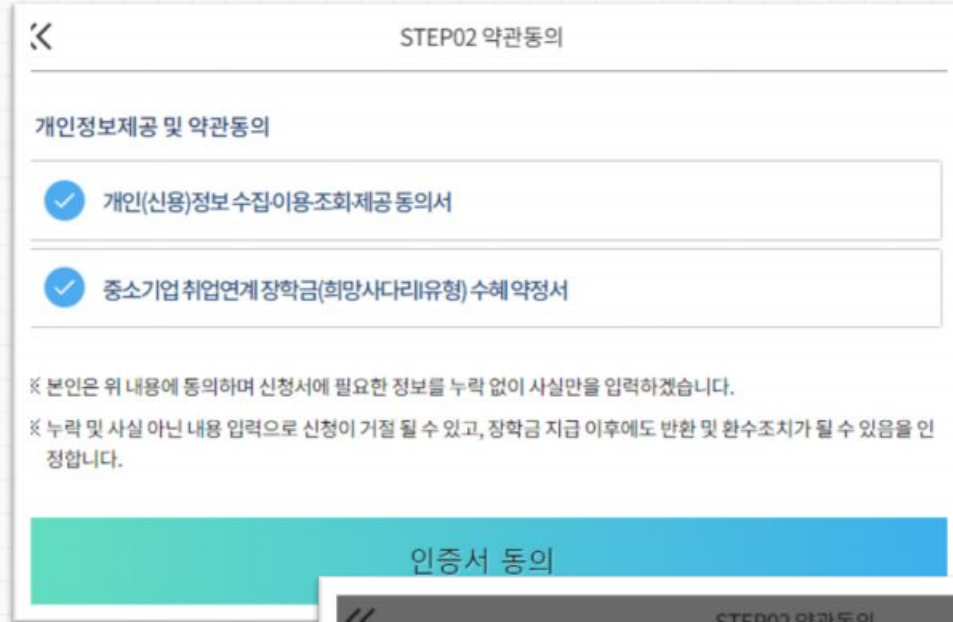 STEP02 약관동의
개인정보제공 및 약관동의
개인(신용)정보 수집·이용·조회·제공 동의서
중소기업 취업연계 장학금(희망사다리I유형) 수혜 약정서
※ 본인은 위 내용에 동의하며 신청서에 필요한 정보를 누락 없이 사실만을 입력하겠습니다.
※ 누락 및 사실 아닌 내용 입력으로 신청이 거절 될 수 있고, 장학금 지급 이후에도 반환 및 환수조치가 될 수 있음을 인
정합니다.
인증서 동의
STEP02 약관동의